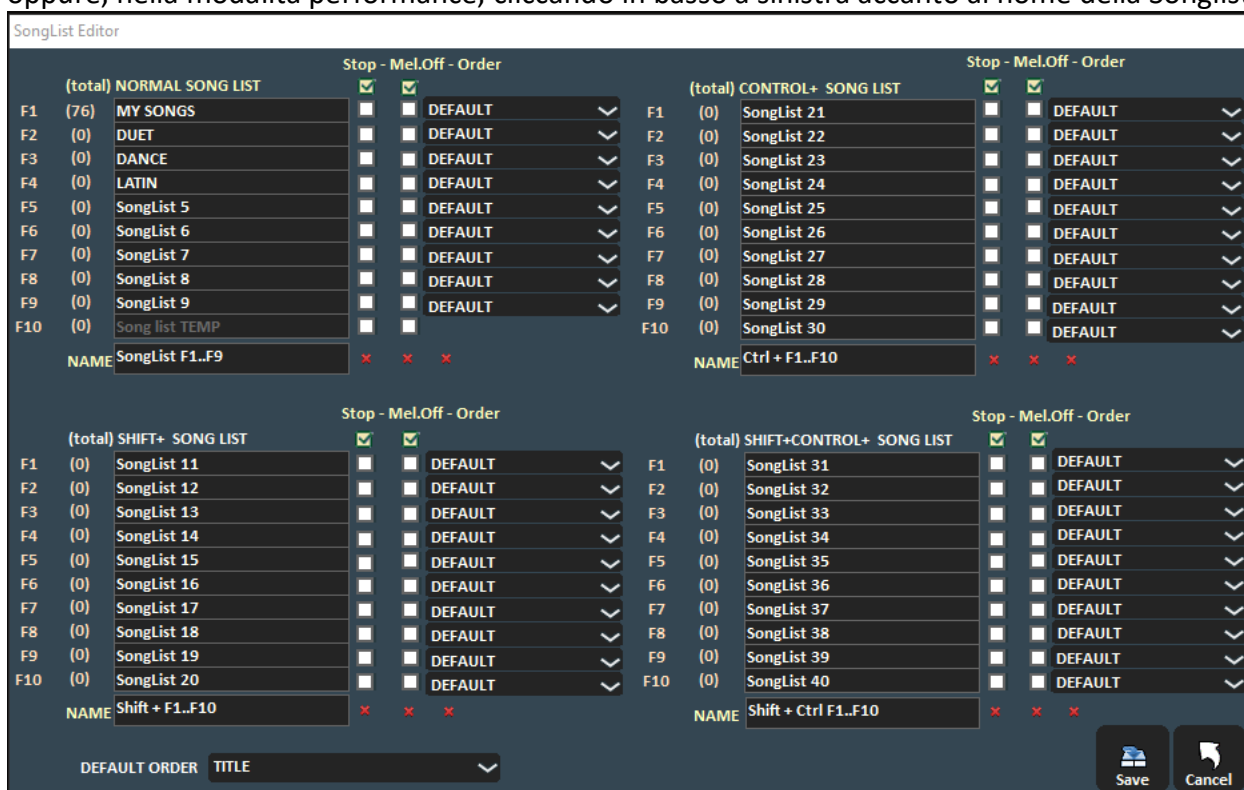 oppure, nella modalità performance, cliccando in basso a sinistra accanto al nome della Songlist
SongList Editor
Stop - Mel.Off - Order
(total) NORMAL SONG LIST
F1 (76) MY SONGS DEFAULT
F2 (0) DUET DEFAULT
F3 (0) DANCE DEFAULT
F4 (0) LATIN DEFAULT
F5 (0) SongList 5 DEFAULT
F6 (0) SongList 6 DEFAULT
F7 (0) SongList 7 DEFAULT
F8 (0) SongList 8 DEFAULT
F9 (0) SongList 9 DEFAULT
F10 (0) Song list TEMP
NAME SongList F1..F9
Stop - Mel.Off - Order
(total) CONTROL+ SONG LIST
F1 (0) SongList 21 DEFAULT
F2 (0) SongList 22 DEFAULT
F3 (0) SongList 23 DEFAULT
F4 (0) SongList 24 DEFAULT
F5 (0) SongList 25 DEFAULT
F6 (0) SongList 26 DEFAULT
F7 (0) SongList 27 DEFAULT
F8 (0) SongList 28 DEFAULT
F9 (0) SongList 29 DEFAULT
F10 (0) SongList 30 DEFAULT
NAME Ctrl + F1..F10
Stop - Mel.Off - Order
(total) SHIFT+ SONG LIST
F1 (0) SongList 11 DEFAULT
F2 (0) SongList 12 DEFAULT
F3 (0) SongList 13 DEFAULT
F4 (0) SongList 14 DEFAULT
F5 (0) SongList 15 DEFAULT
F6 (0) SongList 16 DEFAULT
F7 (0) SongList 17 DEFAULT
F8 (0) SongList 18 DEFAULT
F9 (0) SongList 19 DEFAULT
F10 (0) SongList 20 DEFAULT
NAME Shift + F1..F10
Stop - Mel.Off - Order
(total) SHIFT+CONTROL+ SONG LIST
F1 (0) SongList 31 DEFAULT
F2 (0) SongList 32 DEFAULT
F3 (0) SongList 33 DEFAULT
F4 (0) SongList 34 DEFAULT
F5 (0) SongList 35 DEFAULT
F6 (0) SongList 36 DEFAULT
F7 (0) SongList 37 DEFAULT
F8 (0) SongList 38 DEFAULT
F9 (0) SongList 39 DEFAULT
F10 (0) SongList 40 DEFAULT
NAME Shift + Ctrl F1..F10
DEFAULT ORDER TITLE
Save Cancel